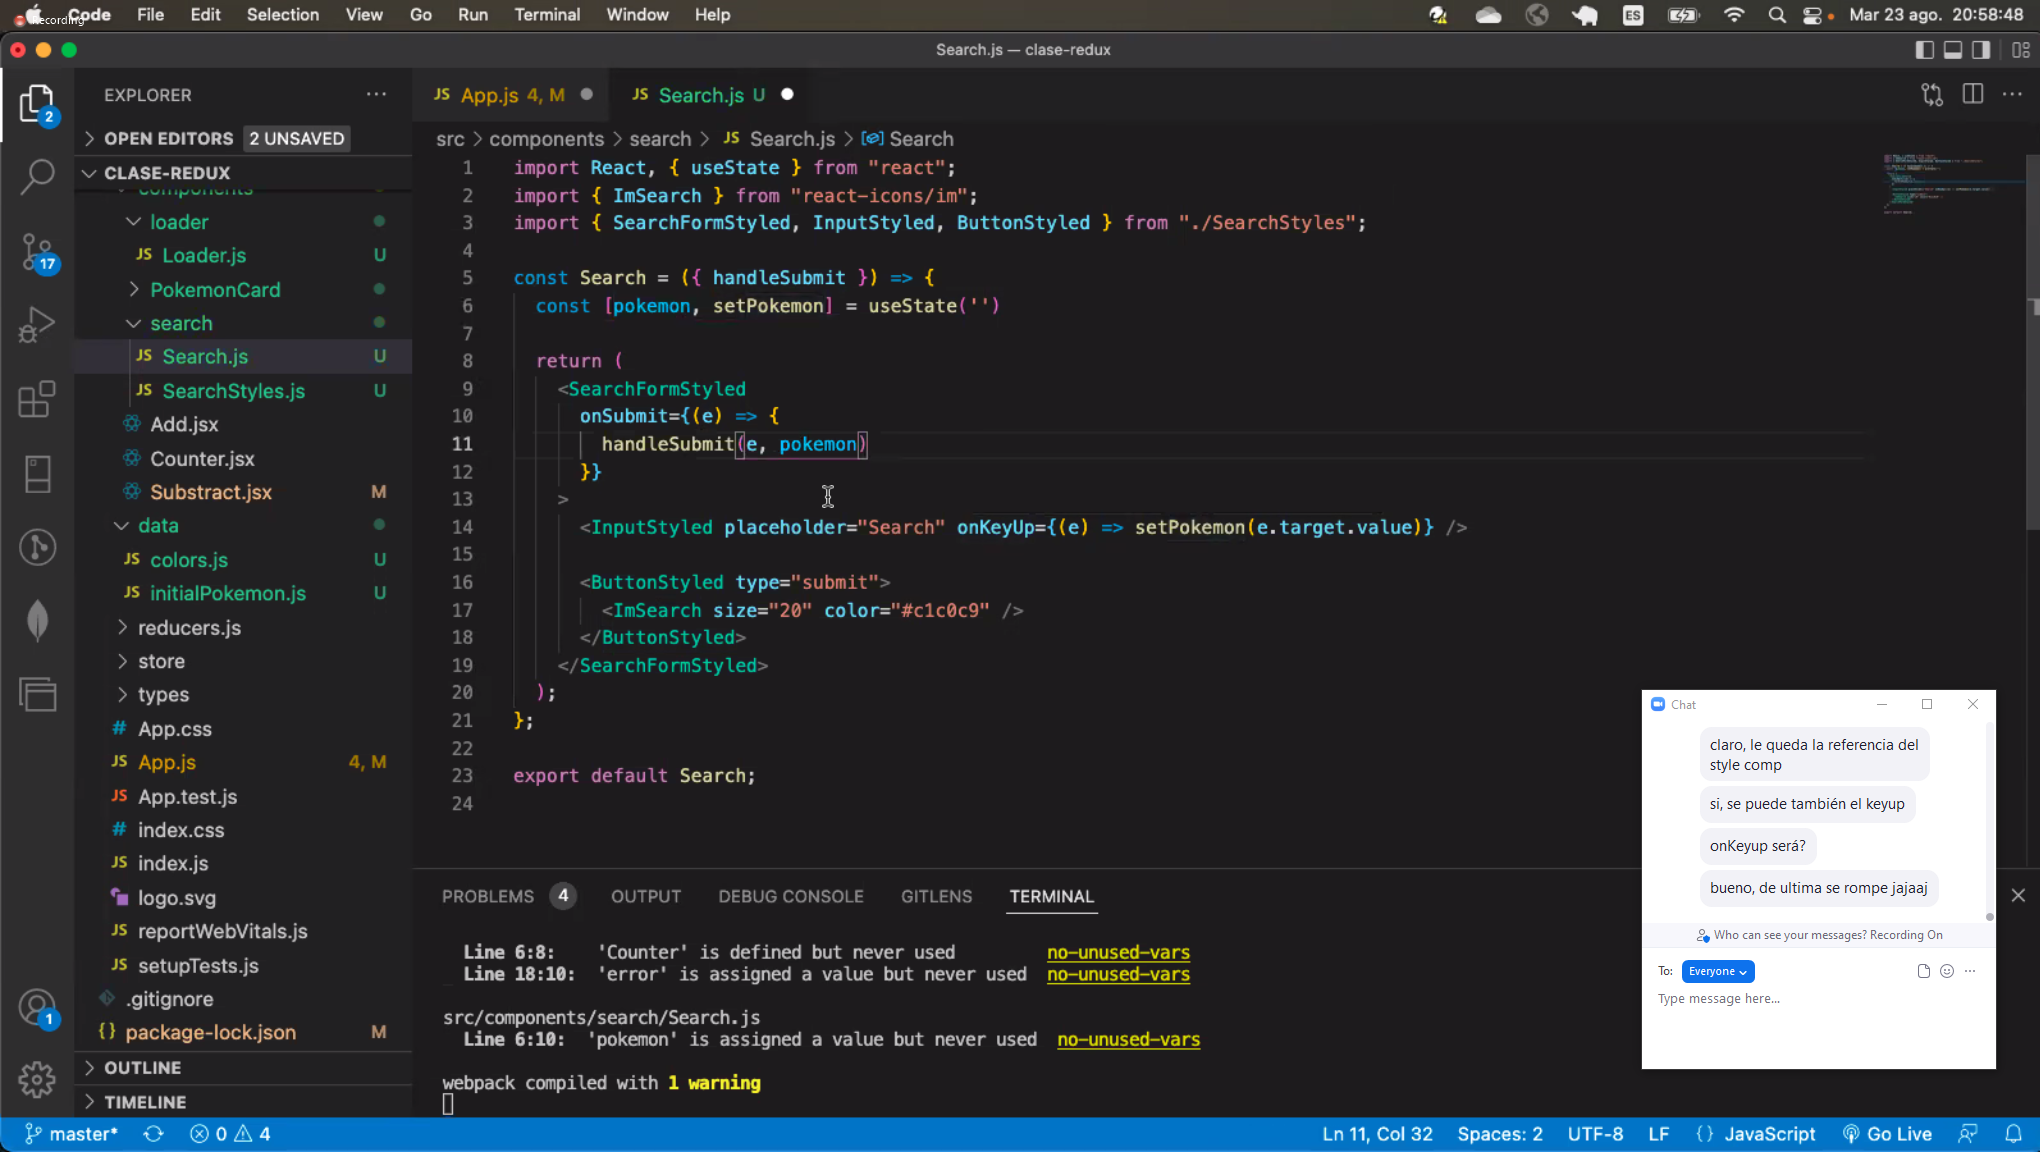 Recording
Code File Edit Selection View Go Run Terminal Window Help
ES
Mar 23 ago. 20:58:48
Search.js — clase-redux
EXPLORER
OPEN EDITORS 2 UNSAVED
CLASE-REDUX
components
loader
JS Loader.js U
PokemonCard
search
JS Search.js U
JS SearchStyles.js U
Add.jsx
Counter.jsx
Substract.jsx M
data
JS colors.js U
JS initialPokemon.js U
reducers.js
store
types
# App.css
JS App.js 4, M
JS App.test.js
# index.css
JS index.js
logo.svg
JS reportWebVitals.js
JS setupTests.js
.gitignore
{} package-lock.json M
OUTLINE
TIMELINE
2
17
1
JS App.js 4, M
JS Search.js U
src > components > search > JS Search.js > Search
1 import React, { useState } from "react";
2 import { ImSearch } from "react-icons/im";
3 import { SearchFormStyled, InputStyled, ButtonStyled } from "./SearchStyles";
4
5 const Search = ({ handleSubmit }) => {
6 const [pokemon, setPokemon] = useState('')
7
8 return (
9 <SearchFormStyled
10 onSubmit={(e) => {
11 handleSubmit(e, pokemon)
12 }}
13 >
14 <InputStyled placeholder="Search" onKeyUp={(e) => setPokemon(e.target.value)} />
15
16 <ButtonStyled type="submit">
17 <ImSearch size="20" color="#c1c0c9" />
18 </ButtonStyled>
19 </SearchFormStyled>
20 );
21 };
22
23 export default Search;
24
PROBLEMS 4 OUTPUT DEBUG CONSOLE GITLENS TERMINAL
Line 6:8: 'Counter' is defined but never used no-unused-vars
Line 18:10: 'error' is assigned a value but never used no-unused-vars
src/components/search/Search.js
Line 6:10: 'pokemon' is assigned a value but never used no-unused-vars
webpack compiled with 1 warning
Chat
claro, le queda la referencia del
style comp
si, se puede también el keyup
onKeyup será?
bueno, de ultima se rompe jajaaj
Who can see your messages? Recording On
To: Everyone
Type message here...
master* 0 4
Ln 11, Col 32 Spaces: 2 UTF-8 LF {} JavaScript Go Live